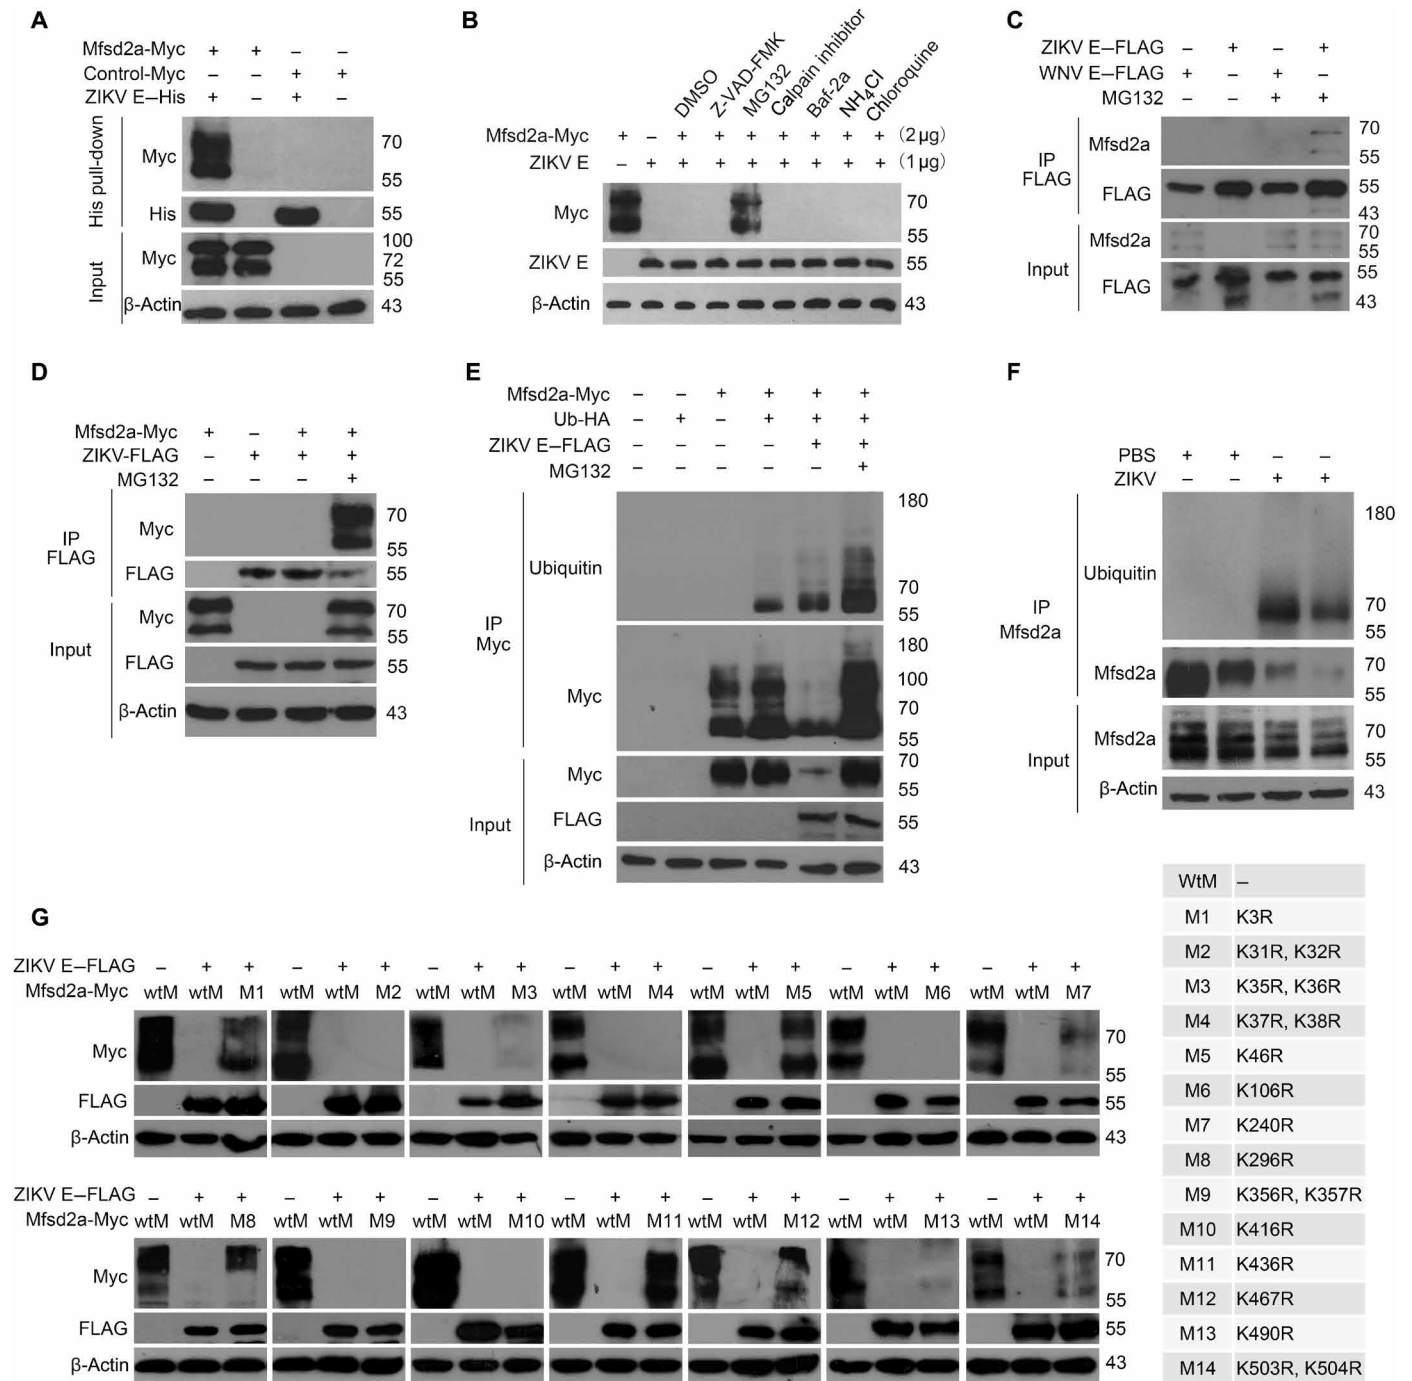 A
Mfsd2a-Myc + + – –
Control-Myc – – + +
ZIKV E–His + – + –
His pull-down
Myc 70
55
His 55
Input
Myc 100
72
55
β-Actin 43
B
DMSO
Z-VAD-FMK
MG132
Calpain inhibitor
Baf-2a
NH4Cl
Chloroquine
Mfsd2a-Myc + – + + + + + + + (2 μg)
ZIKV E – + + + + + + + + (1 μg)
Myc 70
55
ZIKV E 55
β-Actin 43
C
ZIKV E–FLAG – + – +
WNV E–FLAG + – + –
MG132 – – + +
IP
FLAG
Mfsd2a 70
55
FLAG 55
43
Input
Mfsd2a 70
55
FLAG 55
43
D
Mfsd2a-Myc + – + +
ZIKV-FLAG – + + +
MG132 – – – +
IP
FLAG
Myc 70
55
FLAG 55
Input
Myc 70
55
FLAG 55
β-Actin 43
E
Mfsd2a-Myc – – + + + +
Ub-HA – + – + + +
ZIKV E–FLAG – – – – + +
MG132 – – – – – +
IP
Myc
180
Ubiquitin
70
55
180
100
Myc
70
55
Input
70
Myc
55
FLAG 55
β-Actin 43
F
PBS + + – –
ZIKV – – + +
IP
Mfsd2a
180
Ubiquitin
70
55
Mfsd2a 70
55
Input
Mfsd2a 70
55
β-Actin 43
G
ZIKV E–FLAG – + + – + + – + + – + + – + + – + + – + +
Mfsd2a-Myc wtM wtM M1 wtM wtM M2 wtM wtM M3 wtM wtM M4 wtM wtM M5 wtM wtM M6 wtM wtM M7
Myc 70
55
FLAG 55
β-Actin 43
ZIKV E–FLAG – + + – + + – + + – + + – + + – + + – + +
Mfsd2a-Myc wtM wtM M8 wtM wtM M9 wtM wtM M10 wtM wtM M11 wtM wtM M12 wtM wtM M13 wtM wtM M14
Myc 70
55
FLAG 55
β-Actin 43
WtM –
M1 K3R
M2 K31R, K32R
M3 K35R, K36R
M4 K37R, K38R
M5 K46R
M6 K106R
M7 K240R
M8 K296R
M9 K356R, K357R
M10 K416R
M11 K436R
M12 K467R
M13 K490R
M14 K503R, K504R